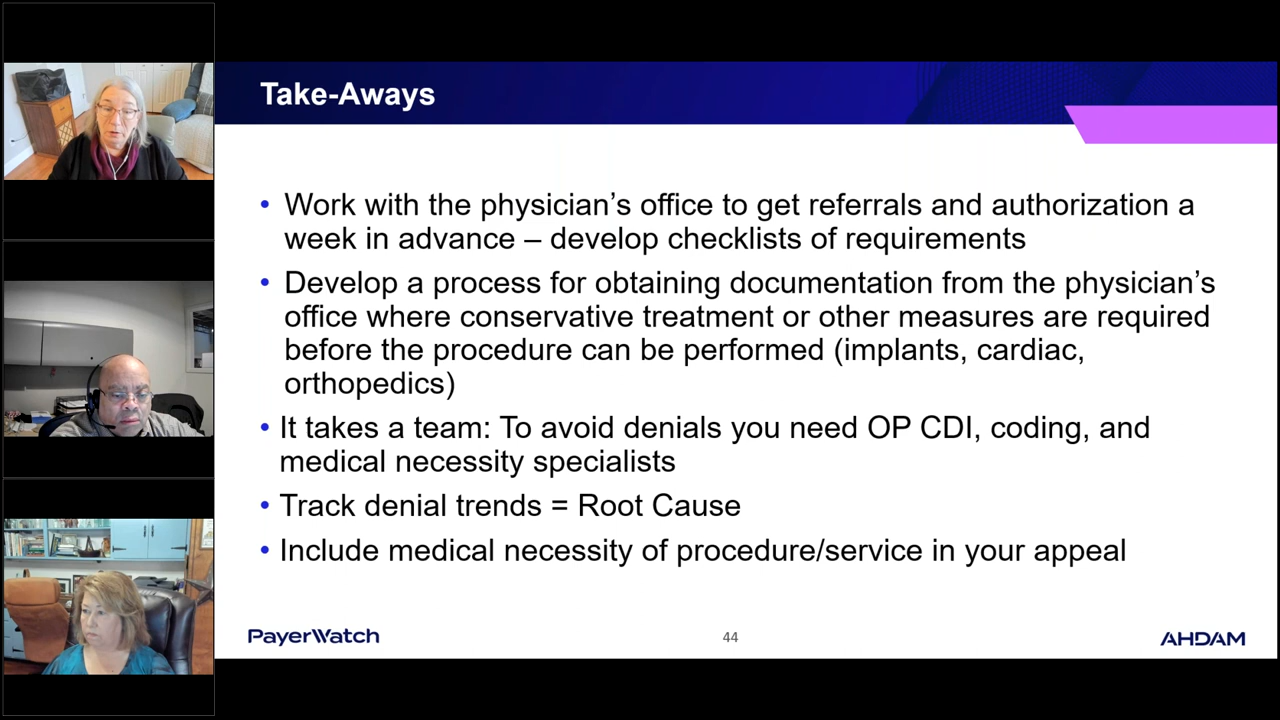 Take-Aways
• Work with the physician’s office to get referrals and authorization a
week in advance – develop checklists of requirements
• Develop a process for obtaining documentation from the physician’s
office where conservative treatment or other measures are required
before the procedure can be performed (implants, cardiac,
orthopedics)
• It takes a team: To avoid denials you need OP CDI, coding, and
medical necessity specialists
• Track denial trends = Root Cause
• Include medical necessity of procedure/service in your appeal
PayerWatch
44
AHDAM